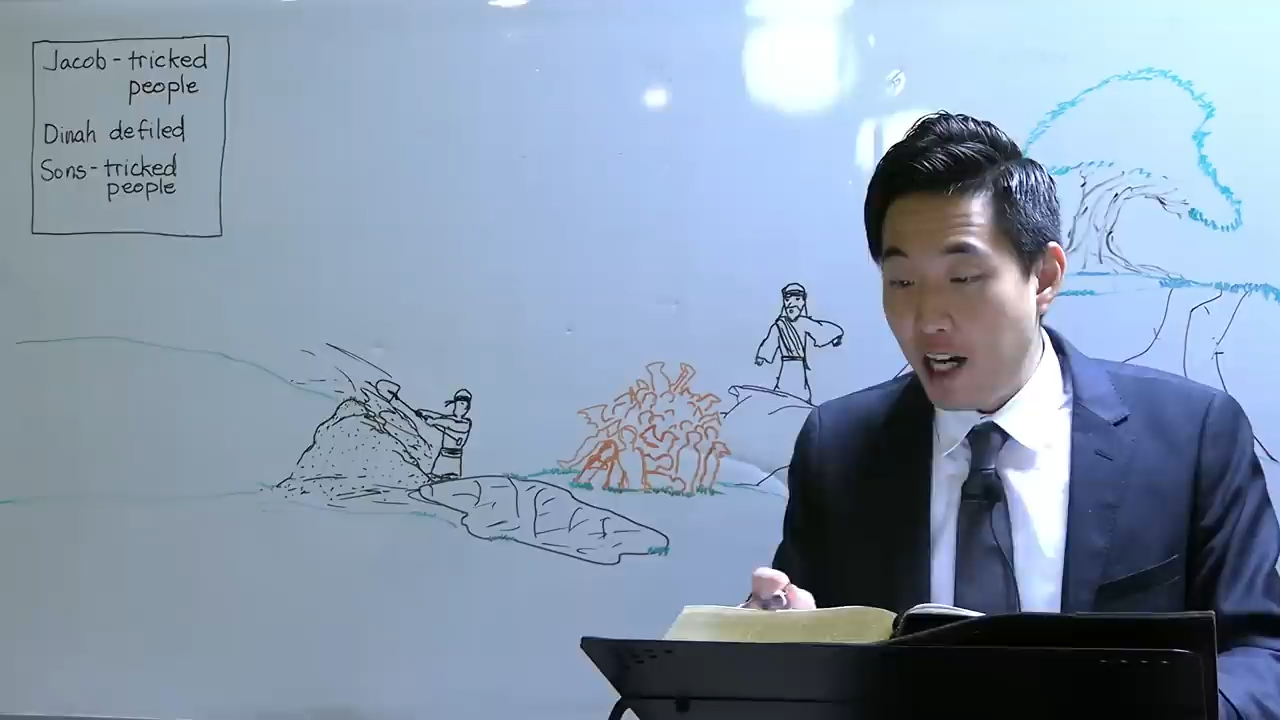 Jacob - tricked
people
Dinah defiled
Sons - tricked
people